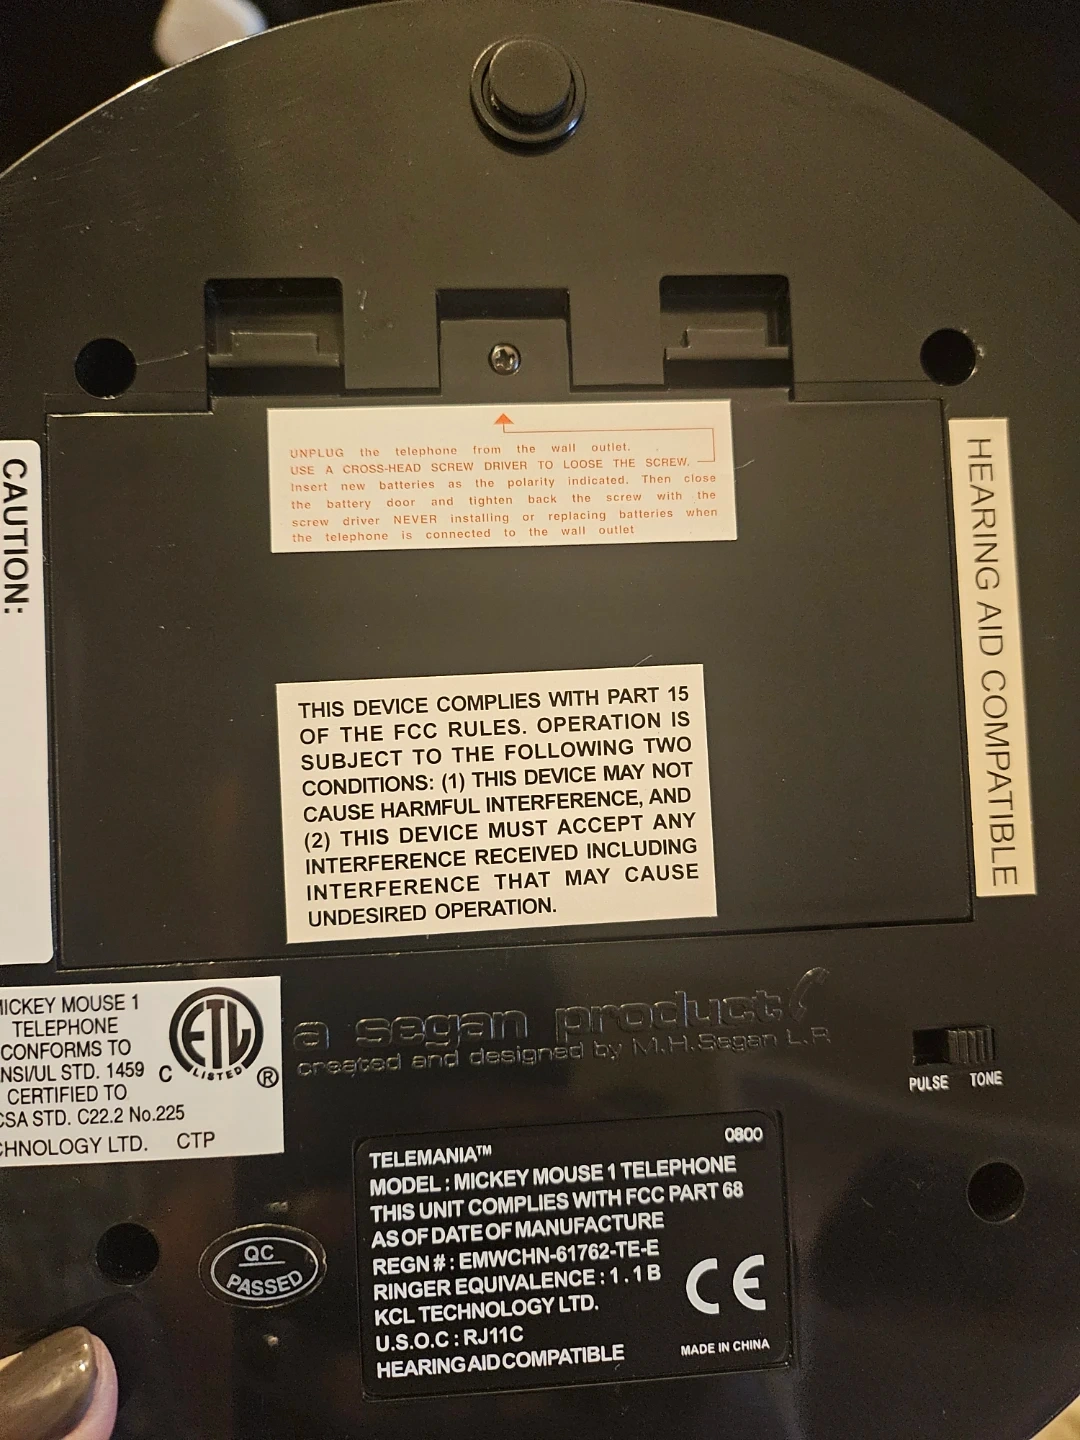 UNPLUG the telephone from the wall outlet.
USE A CROSS-HEAD SCREW DRIVER TO LOOSE THE SCREW.
Insert new batteries as the polarity indicated. Then close
the battery door and tighten back the screw with the
screw driver NEVER installing or replacing batteries when
the telephone is connected to the wall outlet
CAUTION:
HEARING AID COMPATIBLE
THIS DEVICE COMPLIES WITH PART 15
OF THE FCC RULES. OPERATION IS
SUBJECT TO THE FOLLOWING TWO
CONDITIONS: (1) THIS DEVICE MAY NOT
CAUSE HARMFUL INTERFERENCE, AND
(2) THIS DEVICE MUST ACCEPT ANY
INTERFERENCE RECEIVED INCLUDING
INTERFERENCE THAT MAY CAUSE
UNDESIRED OPERATION.
MICKEY MOUSE 1
TELEPHONE
CONFORMS TO
ANSI/UL STD. 1459
CERTIFIED TO
CSA STD. C22.2 No.225
TECHNOLOGY LTD. CTP
C ETL ®
LISTED
a segan product
created and designed by M.H.Segan L.P.
PULSE TONE
0800
TELEMANIA™
MODEL : MICKEY MOUSE 1 TELEPHONE
THIS UNIT COMPLIES WITH FCC PART 68
AS OF DATE OF MANUFACTURE
REGN # : EMWCHN-61762-TE-E
RINGER EQUIVALENCE : 1 . 1 B
KCL TECHNOLOGY LTD.
U.S.O.C : RJ11C
HEARING AID COMPATIBLE
CE
MADE IN CHINA
QC
PASSED